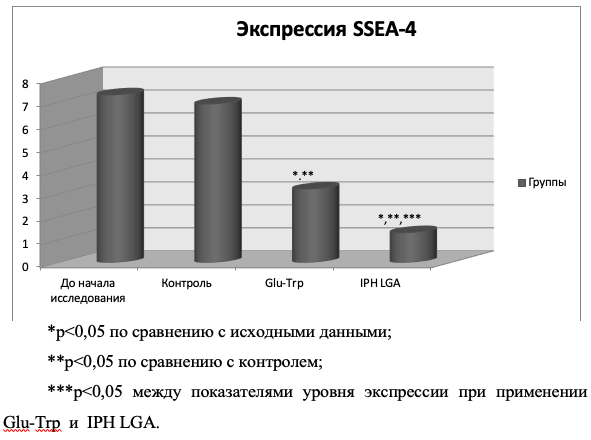 Экспрессия SSEA-4
8
7
6
5
4
3
2
1
0
*.**
*,**,***
До начала
исследования
Контроль
Glu-Trp
IPH LGA
Группы
*p<0,05 по сравнению с исходными данными;
**p<0,05 по сравнению с контролем;
***p<0,05 между показателями уровня экспрессии при применении
Glu-Trp и IPH LGA.